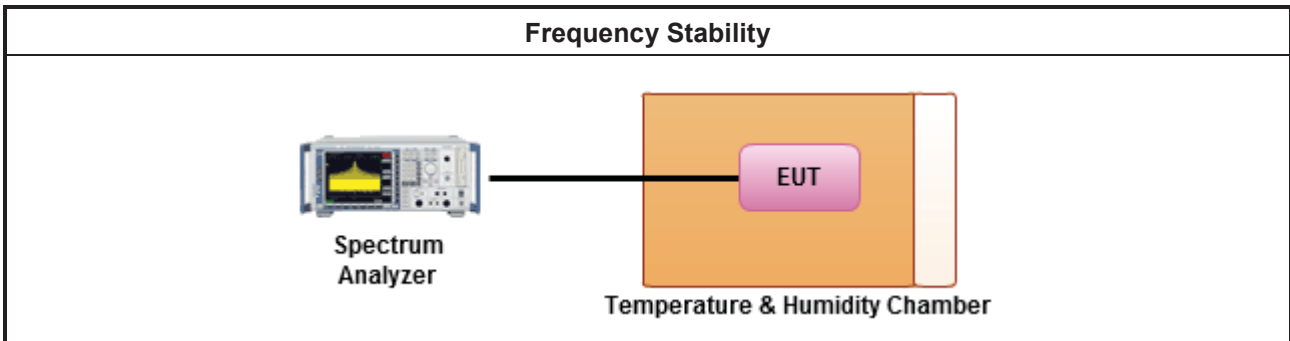 Frequency Stability
EUT
Spectrum
Analyzer
Temperature & Humidity Chamber